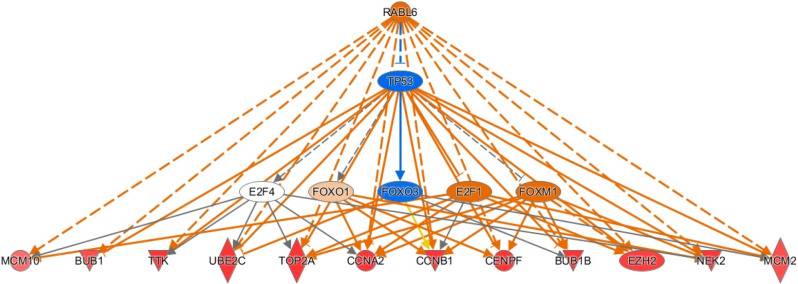 RABL6
TP53
E2F4 FOXO1 FOXO3 E2F1 FOXM1
MCM10 BUB1 TTK UBE2C TOP2A CCNA2 CCNB1 CENPF BUB1B EZH2 NEK2 MCM2